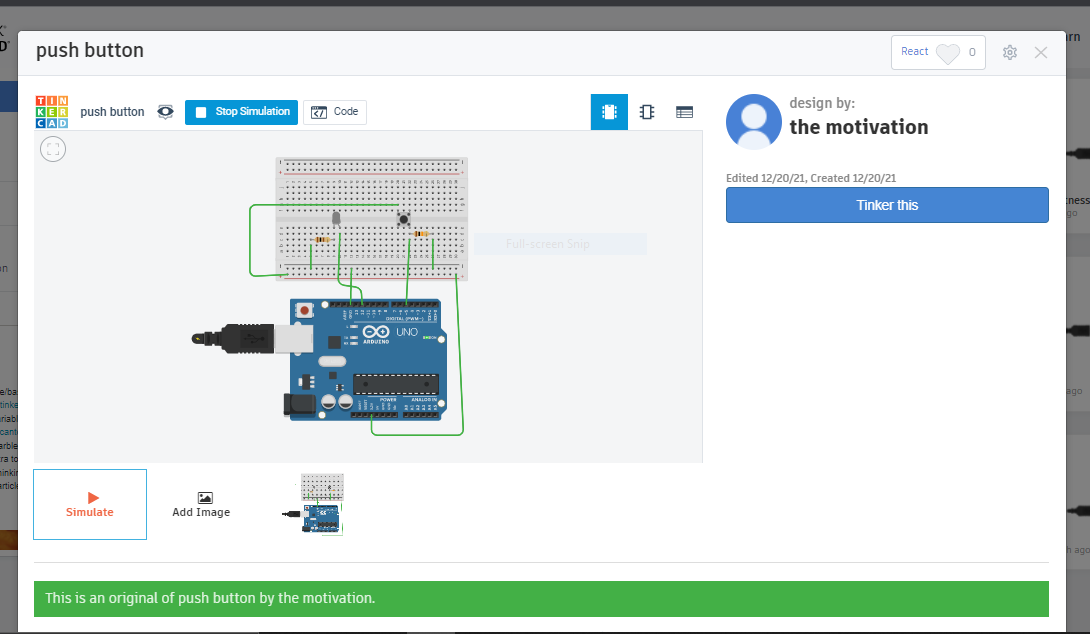 push button
React
0
rn
TIN
KER
CAD
push button
Stop Simulation
Code
design by:
the motivation
Edited 12/20/21, Created 12/20/21
Tinker this
Full-screen Snip
DIGITAL (PWM~)
UNO
ARDUINO
POWER
ANALOG IN
Simulate
Add Image
This is an original of push button by the motivation.